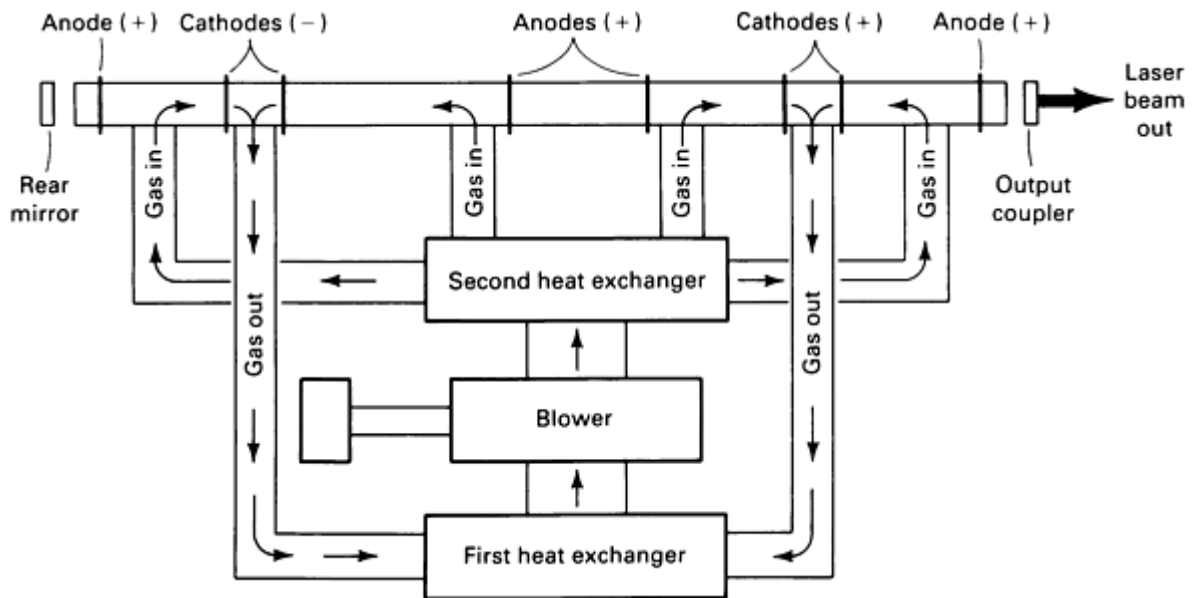 Anode (+)
Cathodes (−)
Anodes (+)
Cathodes (+)
Anode (+)
Laser
beam
out
Rear
mirror
Gas in
Gas in
Gas in
Gas in
Output
coupler
Second heat exchanger
Gas out
Gas out
Blower
First heat exchanger